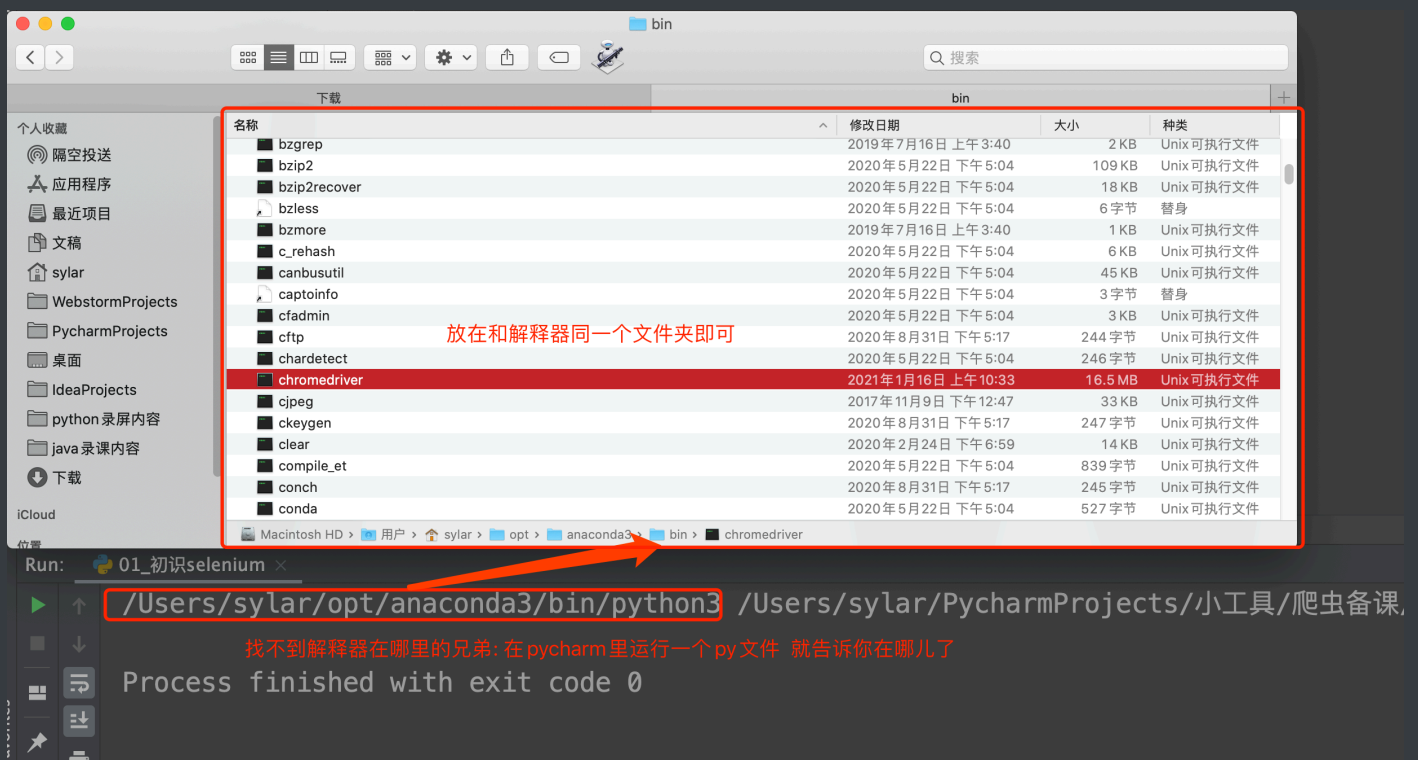 bin
搜索
下载
bin
个人收藏
隔空投送
应用程序
最近项目
文稿
sylar
WebstormProjects
PycharmProjects
桌面
IdeaProjects
python录屏内容
java录课内容
下载
iCloud
位置
名称 修改日期 大小 种类
bzgrep 2019年7月16日 上午3:40 2 KB Unix可执行文件
bzip2 2020年5月22日 下午5:04 109 KB Unix可执行文件
bzip2recover 2020年5月22日 下午5:04 18 KB Unix可执行文件
bzless 2020年5月22日 下午5:04 6字节 替身
bzmore 2019年7月16日 上午3:40 1 KB Unix可执行文件
c_rehash 2020年5月22日 下午5:04 6 KB Unix可执行文件
canbusutil 2020年5月22日 下午5:04 45 KB Unix可执行文件
captoinfo 2020年5月22日 下午5:04 3字节 替身
cfadmin 2020年5月22日 下午5:04 3 KB Unix可执行文件
cftp 2020年8月31日 下午5:17 244字节 Unix可执行文件
chardetect 2020年5月22日 下午5:04 246字节 Unix可执行文件
chromedriver 2021年1月16日 上午10:33 16.5 MB Unix可执行文件
cjpeg 2017年11月9日 下午12:47 33 KB Unix可执行文件
ckeygen 2020年8月31日 下午5:17 247字节 Unix可执行文件
clear 2020年2月24日 下午6:59 14 KB Unix可执行文件
compile_et 2020年5月22日 下午5:04 839字节 Unix可执行文件
conch 2020年8月31日 下午5:17 245字节 Unix可执行文件
conda 2020年5月22日 下午5:04 527字节 Unix可执行文件
放在和解释器同一个文件夹即可
Macintosh HD › 用户 › sylar › opt › anaconda3 › bin › chromedriver
Run: 01_初识selenium ×
/Users/sylar/opt/anaconda3/bin/python3 /Users/sylar/PycharmProjects/小工具/爬虫备课/
找不到解释器在哪里的兄弟: 在pycharm里运行一个py文件 就告诉你在哪儿了
Process finished with exit code 0